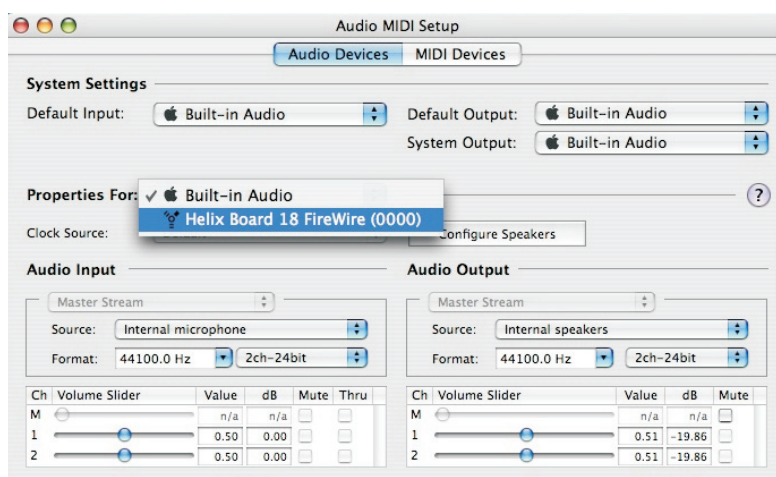 Audio MIDI Setup
Audio Devices MIDI Devices
System Settings
Default Input: Built-in Audio Default Output: Built-in Audio
System Output: Built-in Audio
Properties For: ✓ Built-in Audio ?
Helix Board 18 FireWire (0000)
Clock Source: Configure Speakers
Audio Input Audio Output
Master Stream Master Stream
Source: Internal microphone Source: Internal speakers
Format: 44100.0 Hz 2ch-24bit Format: 44100.0 Hz 2ch-24bit
Ch Volume Slider Value dB Mute Thru Ch Volume Slider Value dB Mute
M n/a n/a M n/a n/a
1 0.50 0.00 1 0.51 -19.86
2 0.50 0.00 2 0.51 -19.86